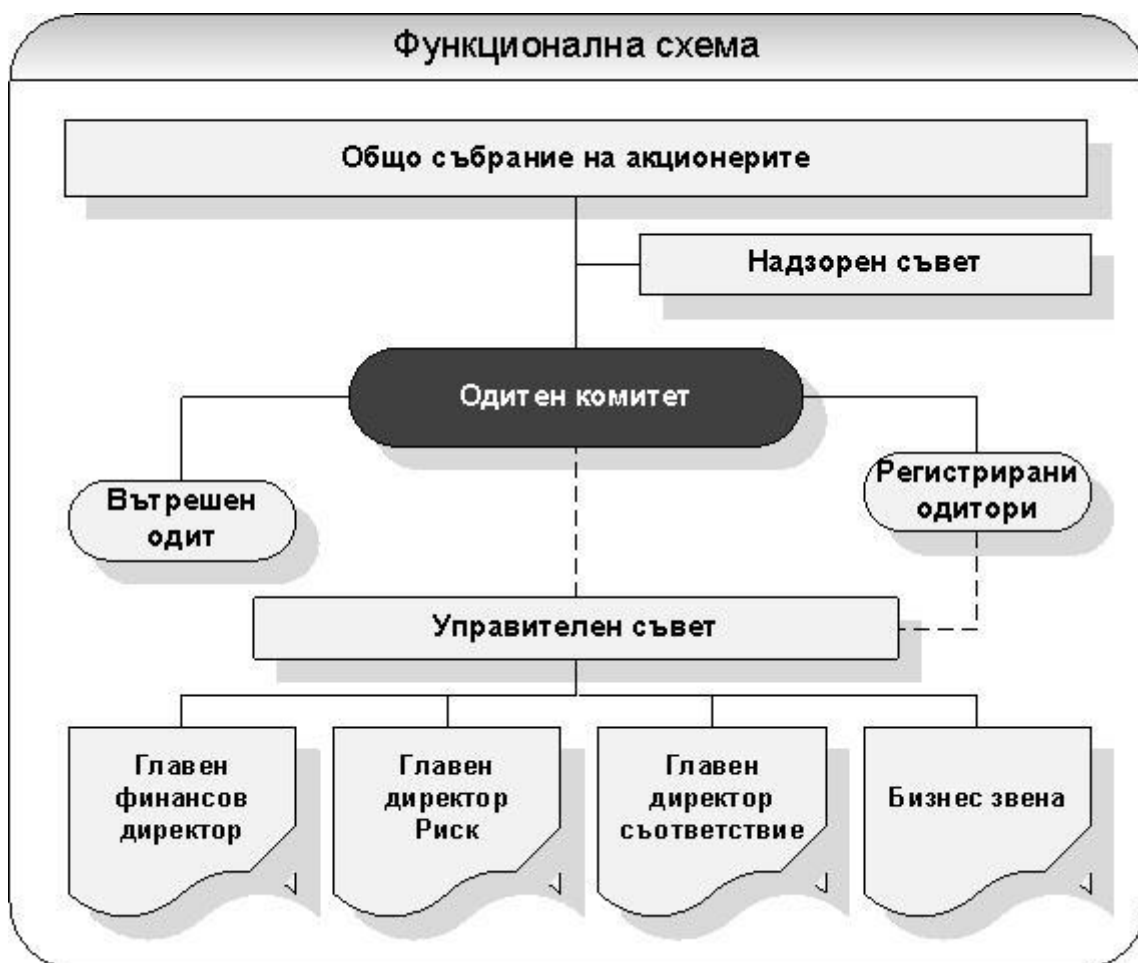 Функционална схема
Общо събрание на акционерите
Надзорен съвет
Одитен комитет
Вътрешен
одит
Регистрирани
одитори
Управителен съвет
Главен
финансов
директор
Главен
директор
Риск
Главен
директор
съответствие
Бизнес звена